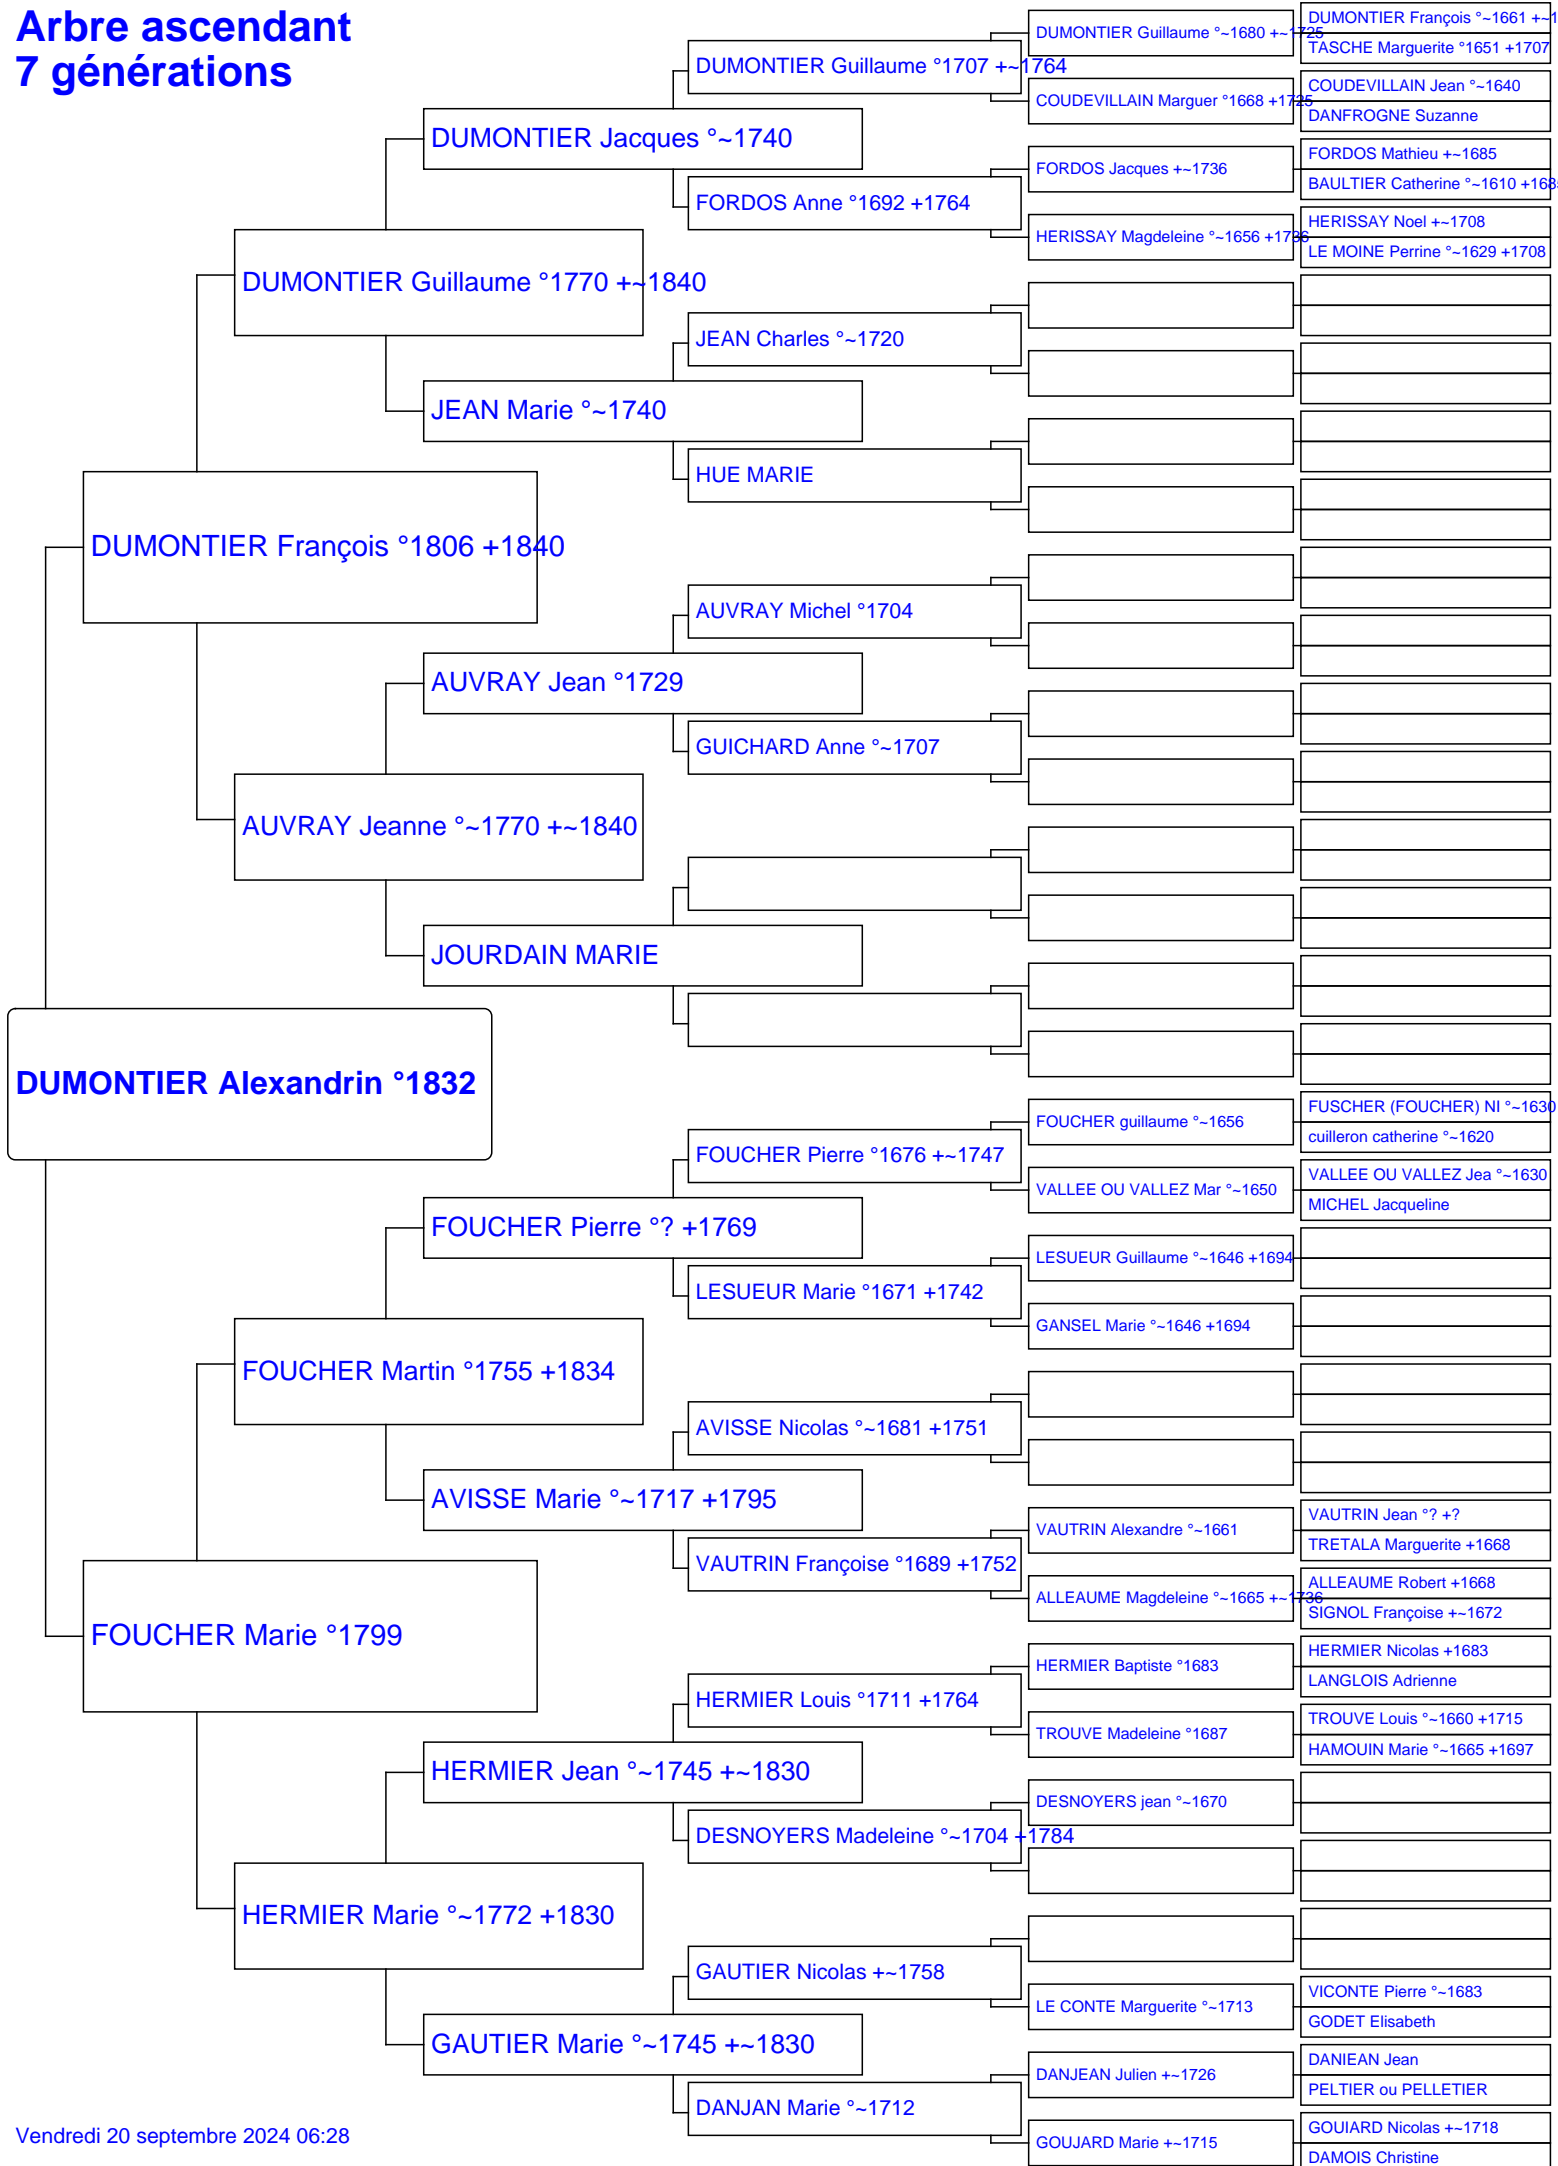 Arbre ascendant
7 générations
DUMONTIER Alexandrin °1832
DUMONTIER François °1806 +1840
FOUCHER Marie °1799
DUMONTIER Guillaume °1770 +~1840
AUVRAY Jeanne °~1770 +~1840
FOUCHER Martin °1755 +1834
HERMIER Marie °~1772 +1830
DUMONTIER Jacques °~1740
JEAN Marie °~1740
AUVRAY Jean °1729
JOURDAIN MARIE
FOUCHER Pierre °? +1769
AVISSE Marie °~1717 +1795
HERMIER Jean °~1745 +~1830
GAUTIER Marie °~1745 +~1830
DUMONTIER Guillaume °1707 +~1764
FORDOS Anne °1692 +1764
JEAN Charles °~1720
HUE MARIE
AUVRAY Michel °1704
GUICHARD Anne °~1707
FOUCHER Pierre °1676 +~1747
LESUEUR Marie °1671 +1742
AVISSE Nicolas °~1681 +1751
VAUTRIN Françoise °1689 +1752
HERMIER Louis °1711 +1764
DESNOYERS Madeleine °~1704 +1784
GAUTIER Nicolas +~1758
DANJAN Marie °~1712
DUMONTIER Guillaume °~1680 +~1725
COUDEVILLAIN Marguer °1668 +1725
FORDOS Jacques +~1736
HERISSAY Magdeleine °~1656 +1736
FOUCHER guillaume °~1656
VALLEE OU VALLEZ Mar °~1650
LESUEUR Guillaume °~1646 +1694
GANSEL Marie °~1646 +1694
VAUTRIN Alexandre °~1661
ALLEAUME Magdeleine °~1665 +~1736
HERMIER Baptiste °1683
TROUVE Madeleine °1687
DESNOYERS jean °~1670
LE CONTE Marguerite °~1713
DANJEAN Julien +~1726
GOUJARD Marie +~1715
DUMONTIER François °~1661 +~1
TASCHE Marguerite °1651 +1707
COUDEVILLAIN Jean °~1640
DANFROGNE Suzanne
FORDOS Mathieu +~1685
BAULTIER Catherine °~1610 +168
HERISSAY Noel +~1708
LE MOINE Perrine °~1629 +1708
FUSCHER (FOUCHER) NI °~1630
cuilleron catherine °~1620
VALLEE OU VALLEZ Jea °~1630
MICHEL Jacqueline
VAUTRIN Jean °? +?
TRETALA Marguerite +1668
ALLEAUME Robert +1668
SIGNOL Françoise +~1672
HERMIER Nicolas +1683
LANGLOIS Adrienne
TROUVE Louis °~1660 +1715
HAMOUIN Marie °~1665 +1697
VICONTE Pierre °~1683
GODET Elisabeth
DANIEAN Jean
PELTIER ou PELLETIER
GOUIARD Nicolas +~1718
DAMOIS Christine
Vendredi 20 septembre 2024 06:28